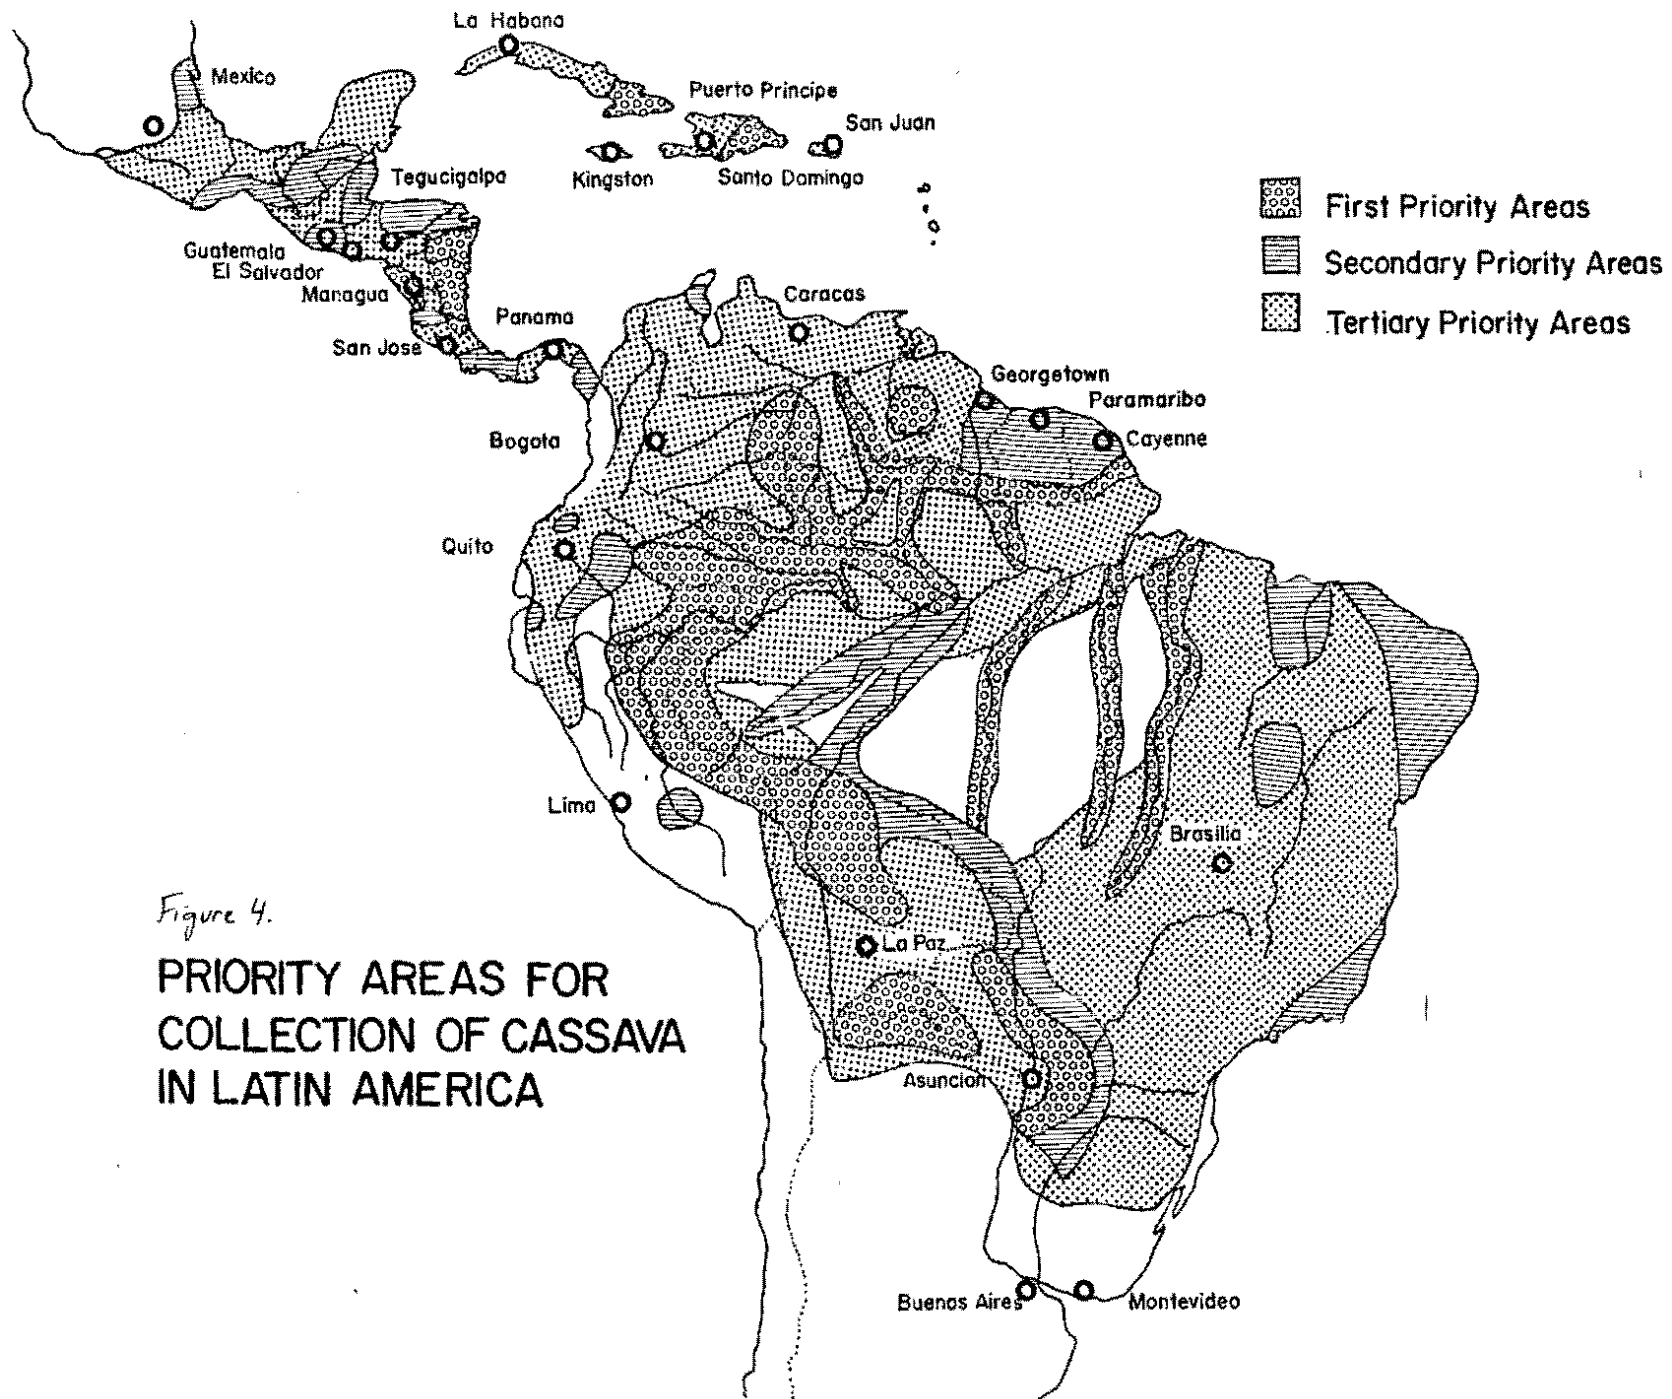 La Habana
Mexico
Puerto Principe
San Juan
Tegucigalpa
Kingston
Santo Domingo
First Priority Areas
Secondary Priority Areas
Tertiary Priority Areas
Guatemala
El Salvador
Managua
Caracas
Panama
San Jose
Georgetown
Paramaribo
Bogota
Cayenne
Quito
Lima
Brasilia
Figure 4.
La Paz
PRIORITY AREAS FOR
COLLECTION OF CASSAVA
IN LATIN AMERICA
Asuncion
Buenos Aires
Montevideo